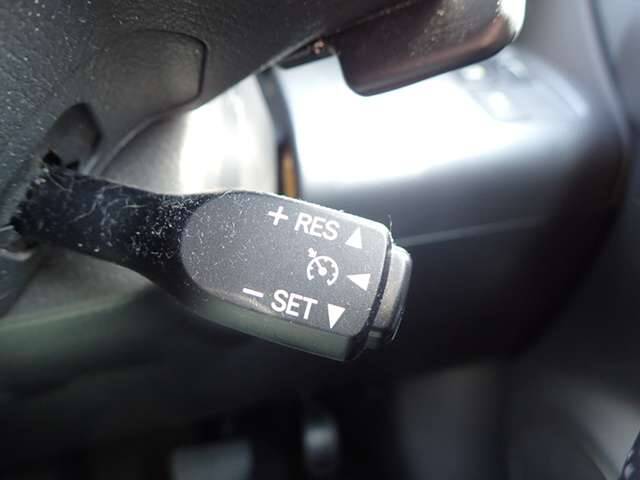 + RES ▲
◀
− SET ▼